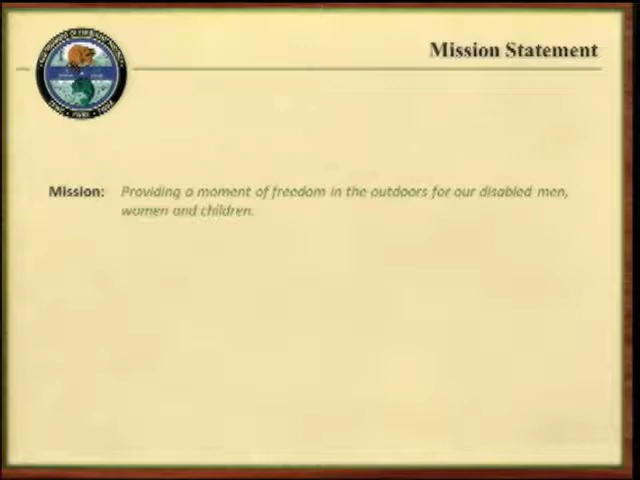 Mission Statement
Mission: Providing a moment of freedom in the outdoors for our disabled men,
women and children.